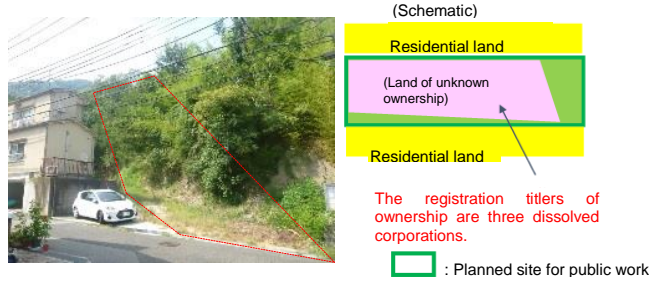 (Schematic)
Residential land
(Land of unknown
ownership)
Residential land
The registration titlers of
ownership are three dissolved
corporations.
: Planned site for public work